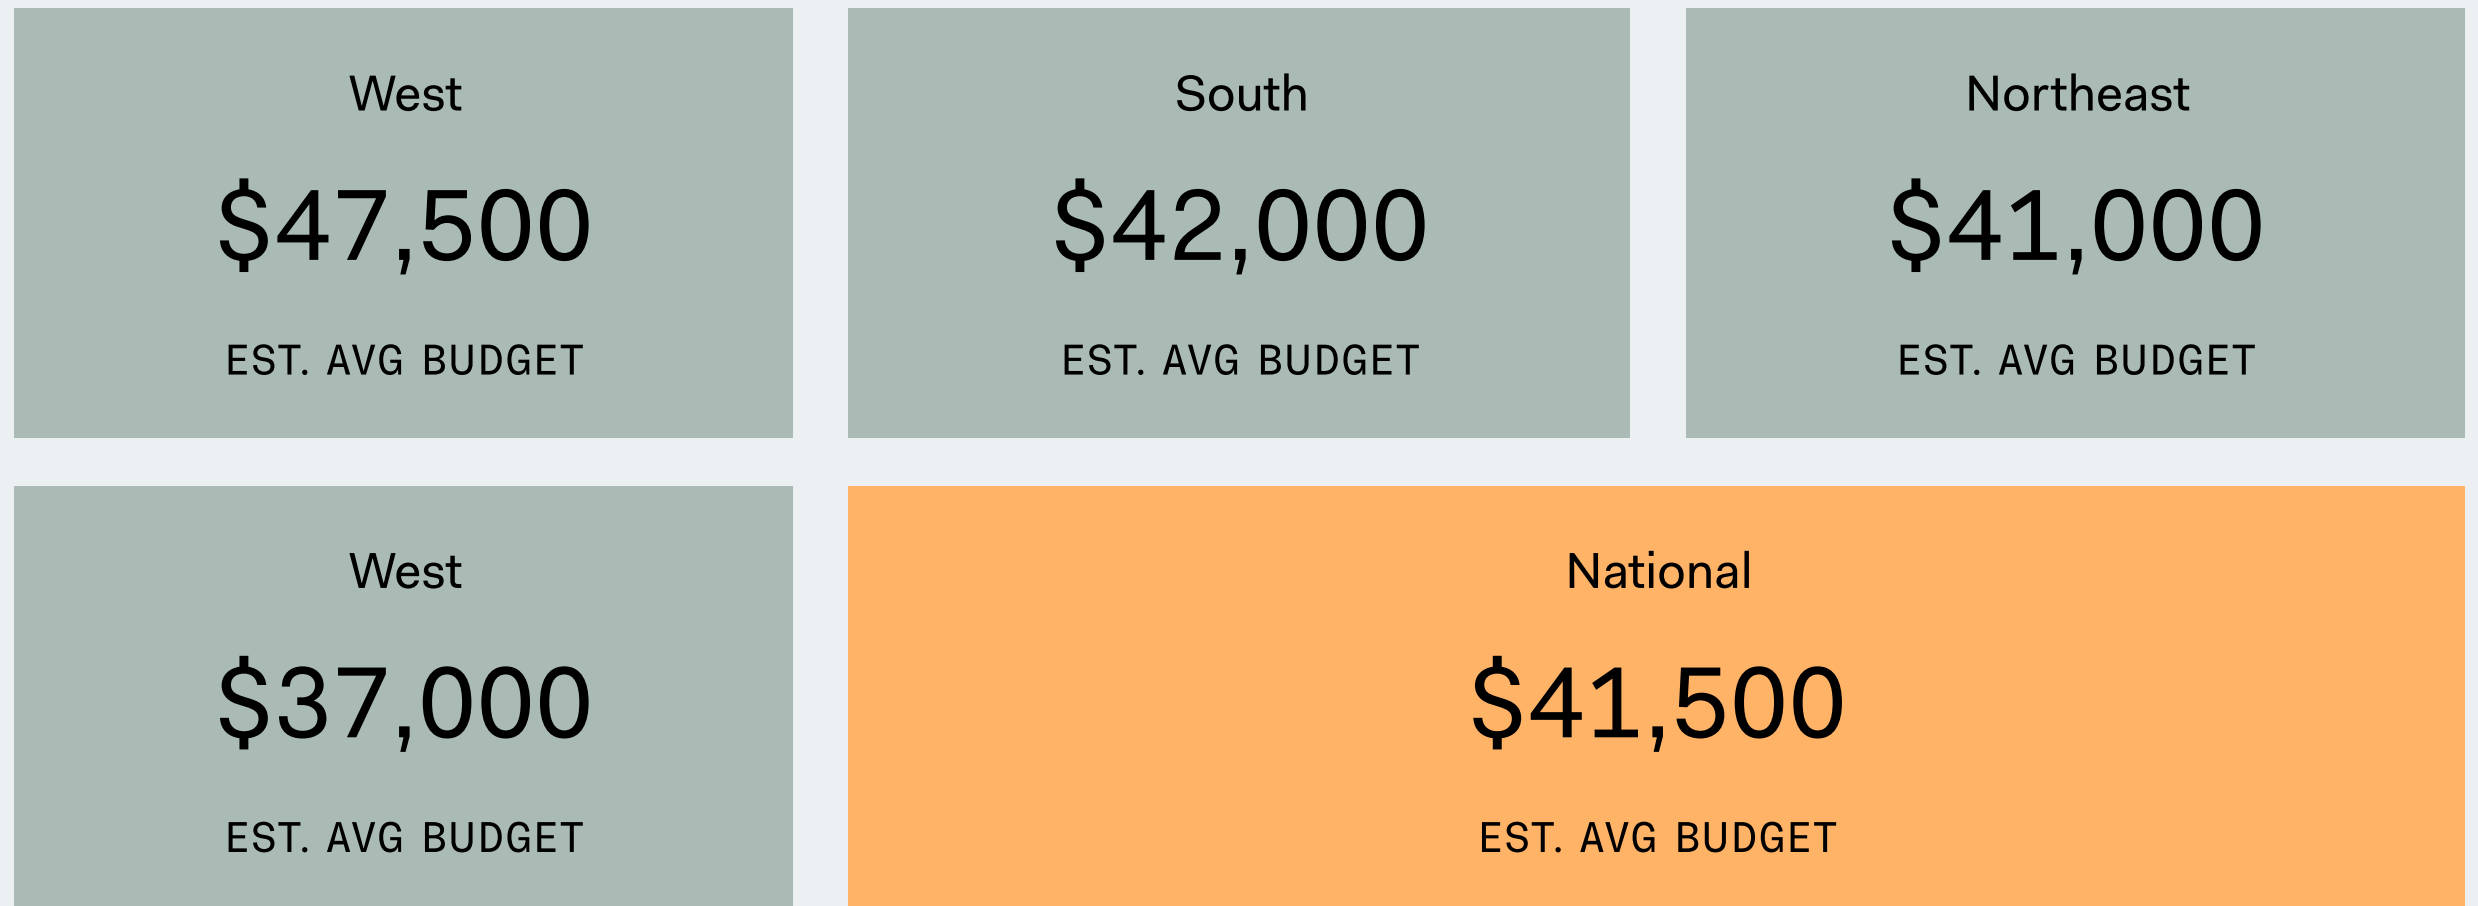 West
$47,500
EST. AVG BUDGET
South
$42,000
EST. AVG BUDGET
Northeast
$41,000
EST. AVG BUDGET
West
$37,000
EST. AVG BUDGET
National
$41,500
EST. AVG BUDGET